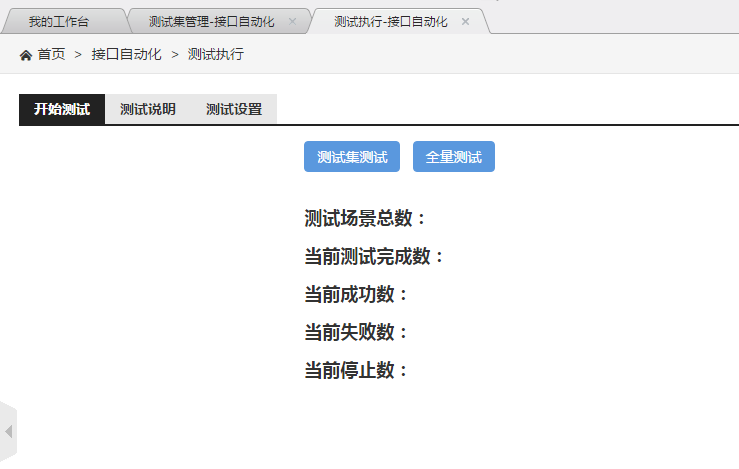 我的工作台 测试集管理-接口自动化 × 测试执行-接口自动化 ×
首页 > 接口自动化 > 测试执行
开始测试 测试说明 测试设置
测试集测试 全量测试
测试场景总数：
当前测试完成数：
当前成功数：
当前失败数：
当前停止数：